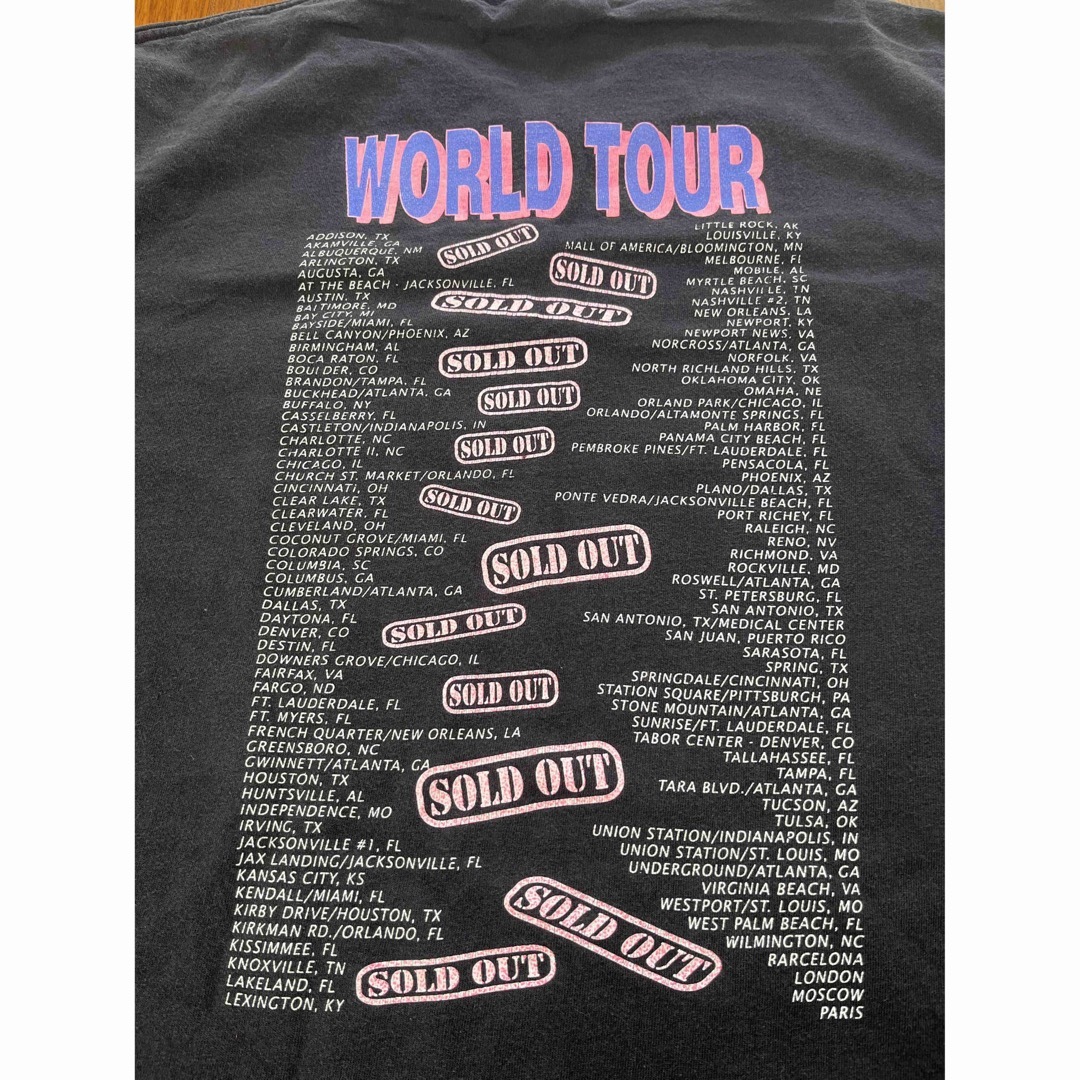 WORLD TOUR
ADDISON, TX
AKAMVILLE, GA
ALBUQUERQUE, NM
ARLINGTON, TX
AUGUSTA, GA
AT THE BEACH - JACKSONVILLE, FL
AUSTIN, TX
BALTIMORE, MD
BAY CITY, MI
BAYSIDE/MIAMI, FL
BELL CANYON/PHOENIX, AZ
BIRMINGHAM, AL
BOCA RATON, FL
BOULDER, CO
BRANDON/TAMPA, FL
BUCKHEAD/ATLANTA, GA
BUFFALO, NY
CASSELBERRY, FL
CASTLETON/INDIANAPOLIS, IN
CHARLOTTE, NC
CHARLOTTE II, NC
CHICAGO, IL
CHURCH ST. MARKET/ORLANDO, FL
CINCINNATI, OH
CLEAR LAKE, TX
CLEARWATER, FL
CLEVELAND, OH
COCONUT GROVE/MIAMI, FL
COLORADO SPRINGS, CO
COLUMBIA, SC
COLUMBUS, GA
CUMBERLAND/ATLANTA, GA
DALLAS, TX
DAYTONA, FL
DENVER, CO
DESTIN, FL
DOWNERS GROVE/CHICAGO, IL
FAIRFAX, VA
FARGO, ND
FT. LAUDERDALE, FL
FT. MYERS, FL
FRENCH QUARTER/NEW ORLEANS, LA
GREENSBORO, NC
GWINNETT/ATLANTA, GA
HOUSTON, TX
HUNTSVILLE, AL
INDEPENDENCE, MO
IRVING, TX
JACKSONVILLE #1, FL
JAX LANDING/JACKSONVILLE, FL
KANSAS CITY, KS
KENDALL/MIAMI, FL
KIRBY DRIVE/HOUSTON, TX
KIRKMAN RD./ORLANDO, FL
KISSIMMEE, FL
KNOXVILLE, TN
LAKELAND, FL
LEXINGTON, KY
SOLD OUT
SOLD OUT
SOLD OUT
SOLD OUT
SOLD OUT
SOLD OUT
SOLD OUT
SOLD OUT
SOLD OUT
SOLD OUT
SOLD OUT
SOLD OUT
SOLD OUT
LITTLE ROCK, AK
LOUISVILLE, KY
MALL OF AMERICA/BLOOMINGTON, MN
MELBOURNE, FL
MOBILE, AL
MYRTLE BEACH, SC
NASHVILLE, TN
NASHVILLE #2, TN
NEW ORLEANS, LA
NEWPORT, KY
NEWPORT NEWS, VA
NORCROSS/ATLANTA, GA
NORFOLK, VA
NORTH RICHLAND HILLS, TX
OKLAHOMA CITY, OK
OMAHA, NE
ORLAND PARK/CHICAGO, IL
ORLANDO/ALTAMONTE SPRINGS, FL
PALM HARBOR, FL
PANAMA CITY BEACH, FL
PEMBROKE PINES/FT. LAUDERDALE, FL
PENSACOLA, FL
PHOENIX, AZ
PLANO/DALLAS, TX
PONTE VEDRA/JACKSONVILLE BEACH, FL
PORT RICHEY, FL
RALEIGH, NC
RENO, NV
RICHMOND, VA
ROCKVILLE, MD
ROSWELL/ATLANTA, GA
ST. PETERSBURG, FL
SAN ANTONIO, TX
SAN ANTONIO, TX/MEDICAL CENTER
SAN JUAN, PUERTO RICO
SARASOTA, FL
SPRING, TX
SPRINGDALE/CINCINNATI, OH
STATION SQUARE/PITTSBURGH, PA
STONE MOUNTAIN/ATLANTA, GA
SUNRISE/FT. LAUDERDALE, FL
TABOR CENTER - DENVER, CO
TALLAHASSEE, FL
TAMPA, FL
TARA BLVD./ATLANTA, GA
TUCSON, AZ
TULSA, OK
UNION STATION/INDIANAPOLIS, IN
UNION STATION/ST. LOUIS, MO
UNDERGROUND/ATLANTA, GA
VIRGINIA BEACH, VA
WESTPORT/ST. LOUIS, MO
WEST PALM BEACH, FL
WILMINGTON, NC
BARCELONA
LONDON
MOSCOW
PARIS